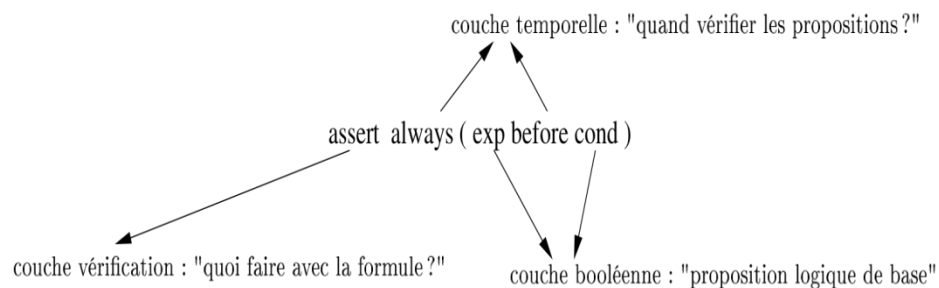 couche temporelle : "quand vérifier les propositions ?"
assert always ( exp before cond )
couche vérification : "quoi faire avec la formule ?"
couche booléenne : "proposition logique de base"